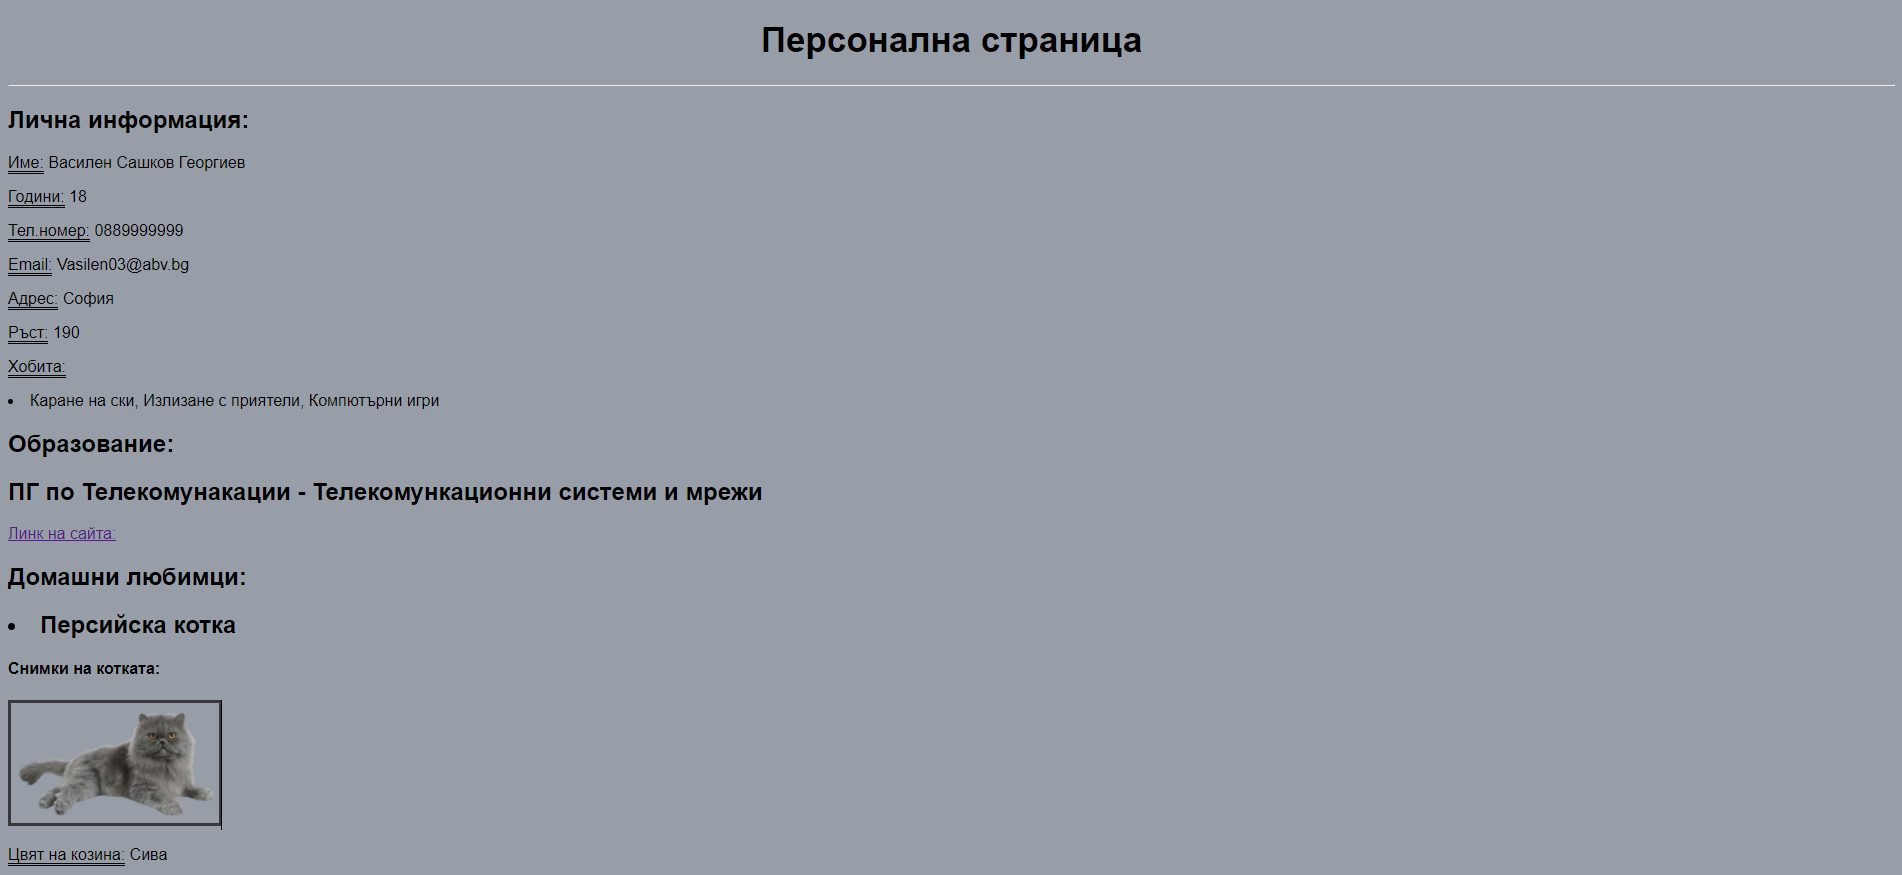 Персонална страница
Лична информация:
Име: Василен Сашков Георгиев
Години: 18
Тел.номер: 0889999999
Email: Vasilen03@abv.bg
Адрес: София
Ръст: 190
Хобита:
• Каране на ски, Излизане с приятели, Компютърни игри
Образование:
ПГ по Телекомунакации - Телекомункационни системи и мрежи
Линк на сайта:
Домашни любимци:
• Персийска котка
Снимки на котката:
Цвят на козина: Сива